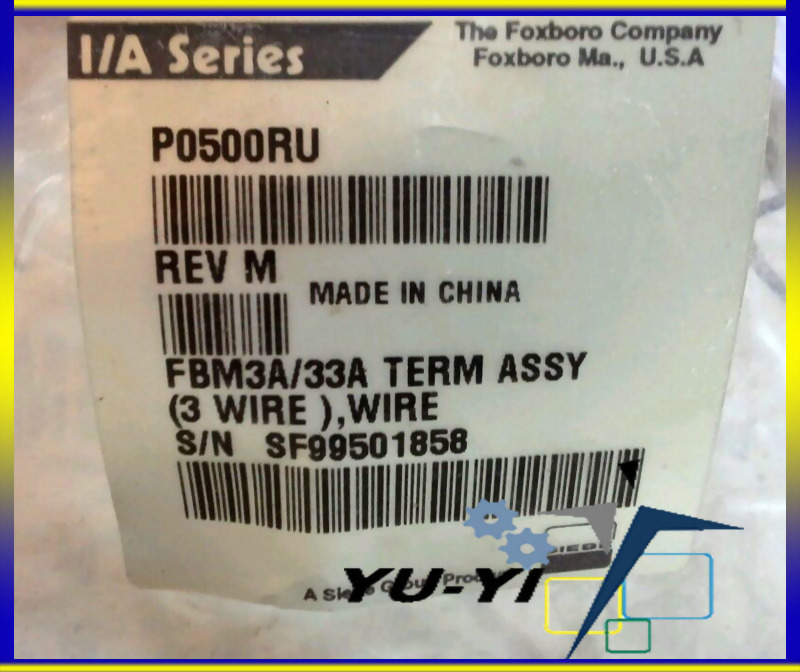 I/A Series
The Foxboro Company
Foxboro Ma., U.S.A
P0500RU
REV M
MADE IN CHINA
FBM3A/33A TERM ASSY
(3 WIRE ),WIRE
S/N SF99501858
A Group
YU-YI